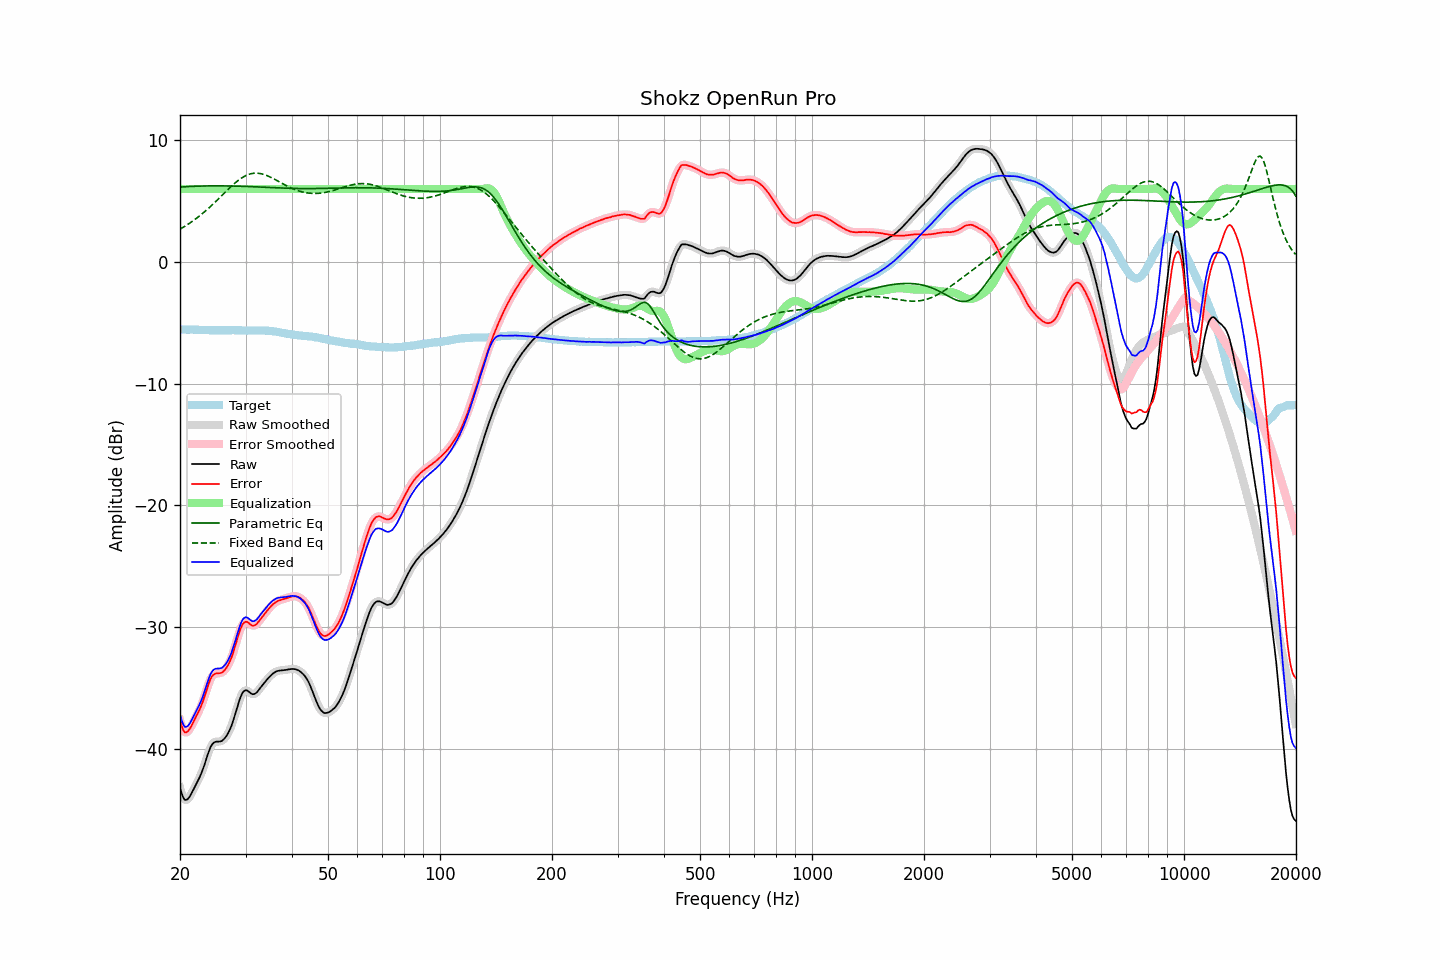 Shokz OpenRun Pro
Amplitude (dBr)
10
0
−10
−20
−30
−40
Target
Raw Smoothed
Error Smoothed
Raw
Error
Equalization
Parametric Eq
Fixed Band Eq
Equalized
20 50 100 200 500 1000 2000 5000 10000 20000
Frequency (Hz)